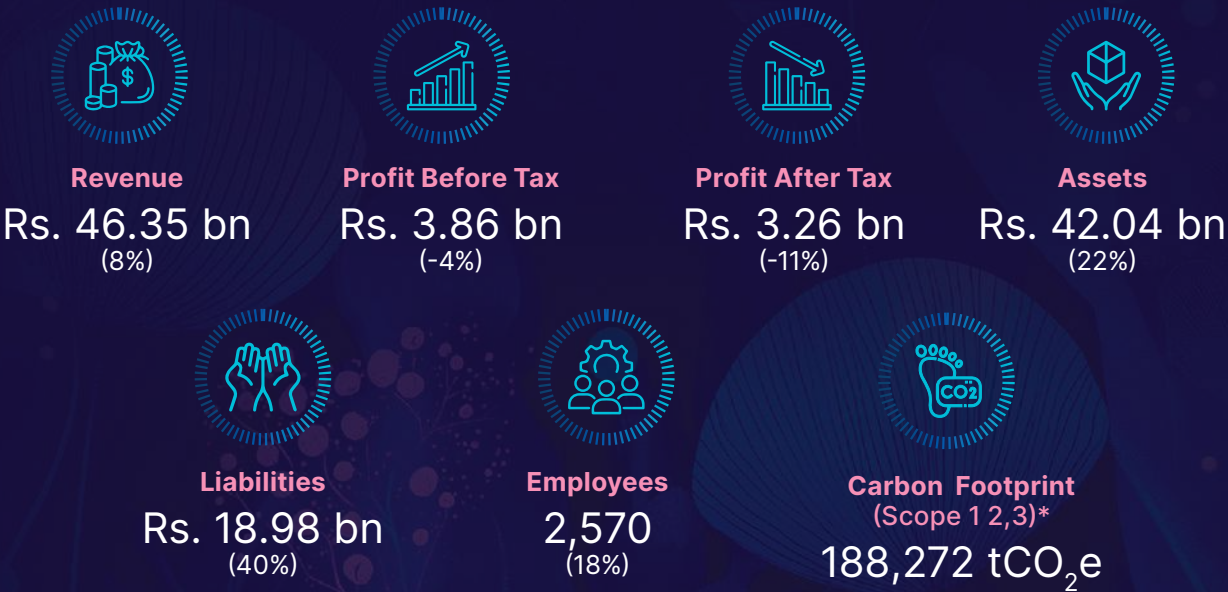 $
Revenue
Rs. 46.35 bn
(8%)
Profit Before Tax
Rs. 3.86 bn
(-4%)
Profit After Tax
Rs. 3.26 bn
(-11%)
Assets
Rs. 42.04 bn
(22%)
Liabilities
Rs. 18.98 bn
(40%)
Employees
2,570
(18%)
CO2
Carbon Footprint
(Scope 1 2,3)*
188,272 tCO₂e